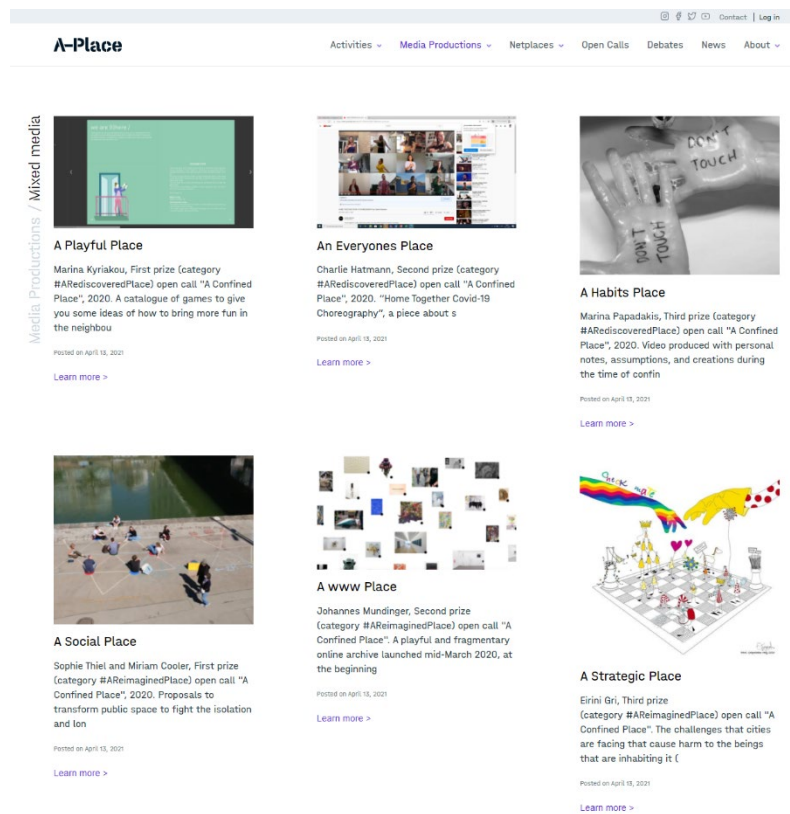 Contact | Log in
A-Place
Activities
Media Productions
Netplaces
Open Calls
Debates
News
About
Media Productions / Mixed media
A Playful Place
Marina Kyriakou, First prize (category
#ARediscoveredPlace) open call "A Confined
Place", 2020. A catalogue of games to give
you some ideas of how to bring more fun in
the neighbou
Posted on April 13, 2021
Learn more >
An Everyones Place
Charlie Hatmann, Second prize (category
#ARediscoveredPlace) open call "A Confined
Place", 2020. "Home Together Covid-19
Choreography", a piece about s
Posted on April 13, 2021
Learn more >
DON'T
TOUCH
DON'T
TOUCH
A Habits Place
Marina Papadakis, Third prize (category
#ARediscoveredPlace) open call "A Confined
Place", 2020. Video produced with personal
notes, assumptions, and creations during
the time of confin
Posted on April 13, 2021
Learn more >
A Social Place
Sophie Thiel and Miriam Cooler, First prize
(category #AReimaginedPlace) open call "A
Confined Place", 2020. Proposals to
transform public space to fight the isolation
and lon
Posted on April 13, 2021
Learn more >
A www Place
Johannes Mundinger, Second prize
(category #AReimaginedPlace) open call "A
Confined Place". A playful and fragmentary
online archive launched mid-March 2020, at
the beginning
Posted on April 13, 2021
Learn more >
Check mate
A Strategic Place
Eirini Gri, Third prize
(category #AReimaginedPlace) open call "A
Confined Place". The challenges that cities
are facing that cause harm to the beings
that are inhabiting it (
Posted on April 13, 2021
Learn more >